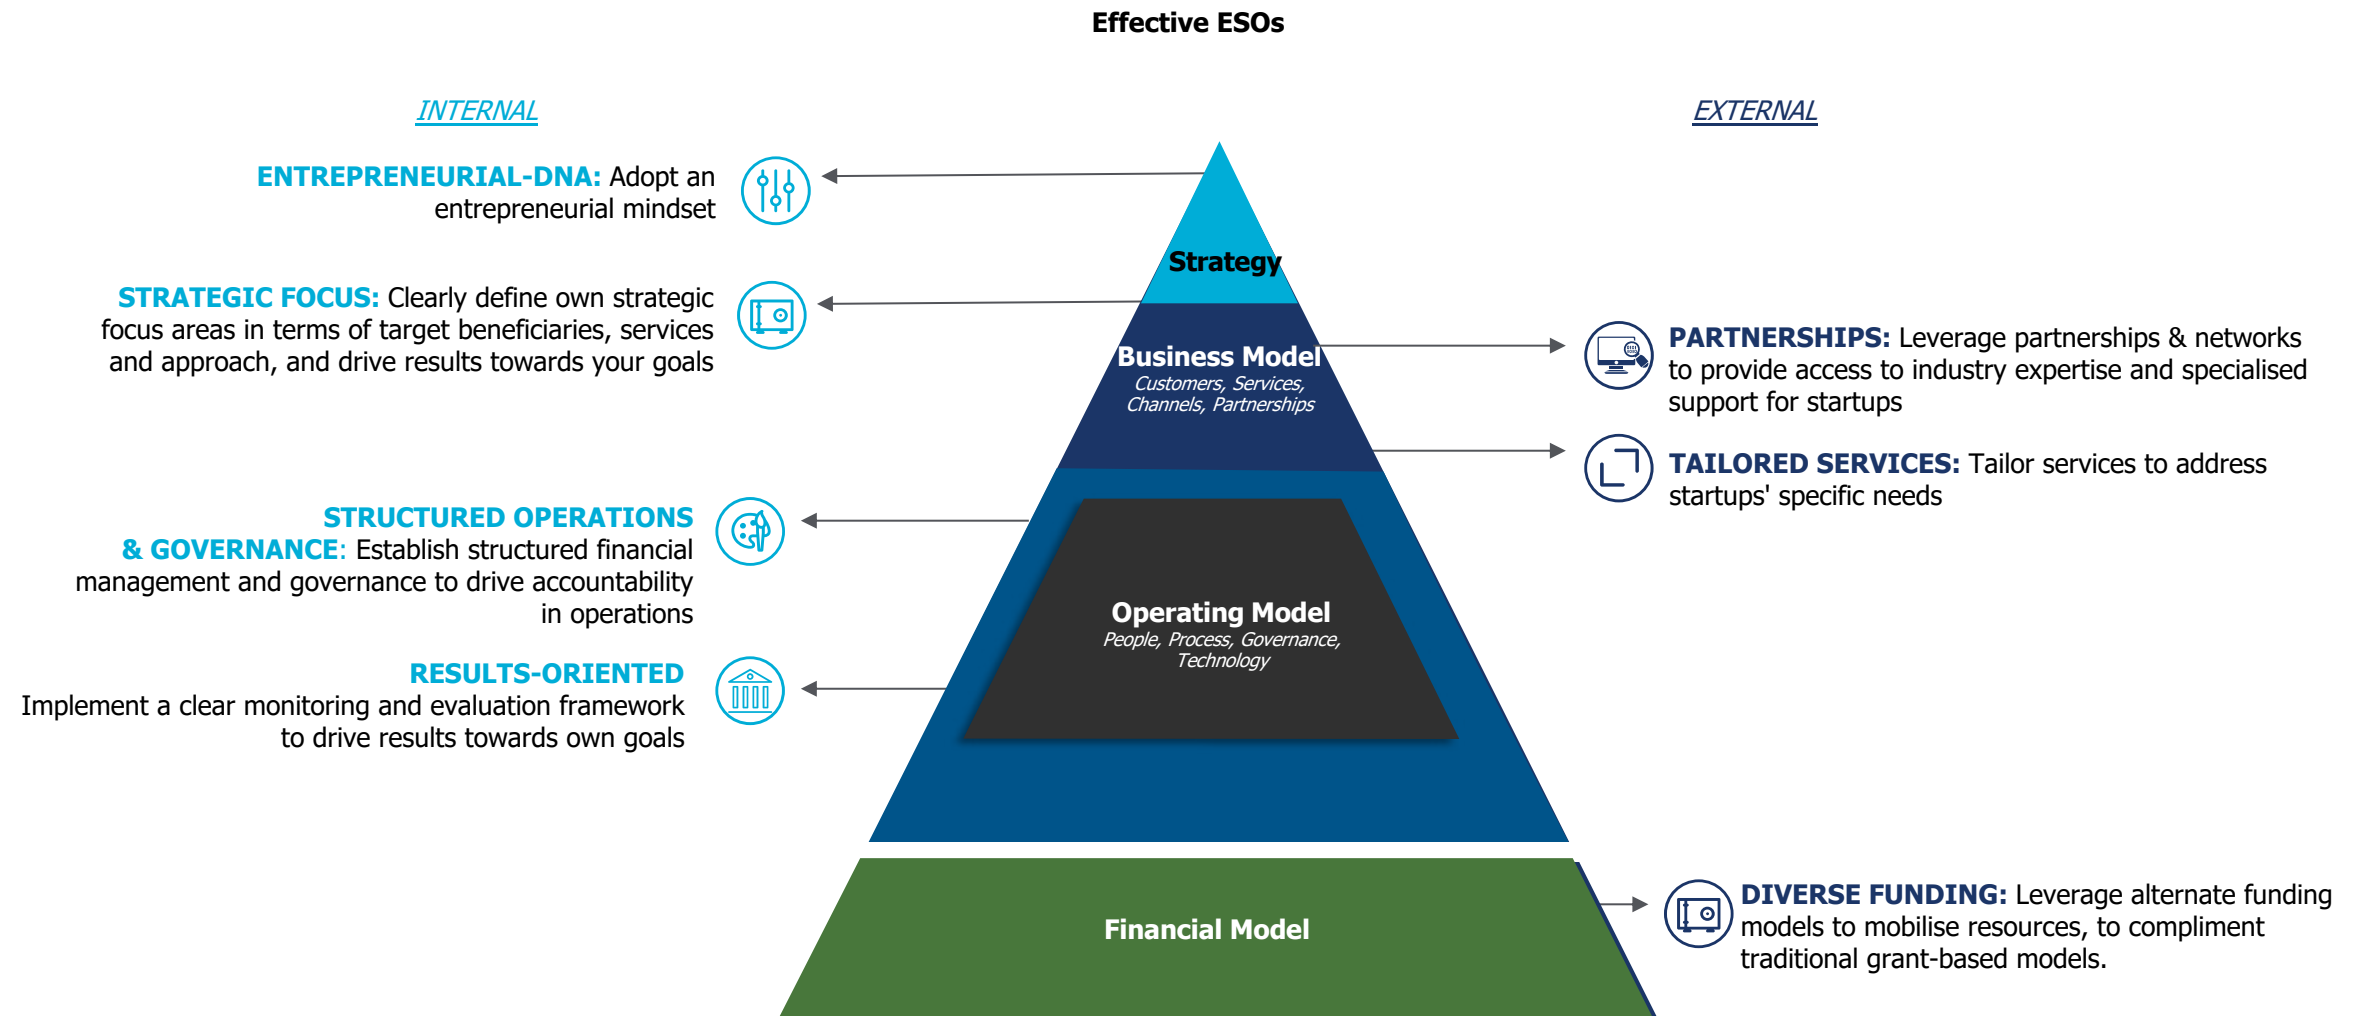 Effective ESOs
INTERNAL
ENTREPRENEURIAL-DNA: Adopt an
entrepreneurial mindset
STRATEGIC FOCUS: Clearly define own strategic
focus areas in terms of target beneficiaries, services
and approach, and drive results towards your goals
STRUCTURED OPERATIONS
& GOVERNANCE: Establish structured financial
management and governance to drive accountability
in operations
RESULTS-ORIENTED
Implement a clear monitoring and evaluation framework
to drive results towards own goals
Strategy
Business Model
Customers, Services,
Channels, Partnerships
Operating Model
People, Process, Governance,
Technology
Financial Model
EXTERNAL
PARTNERSHIPS: Leverage partnerships & networks
to provide access to industry expertise and specialised
support for startups
TAILORED SERVICES: Tailor services to address
startups' specific needs
DIVERSE FUNDING: Leverage alternate funding
models to mobilise resources, to compliment
traditional grant-based models.